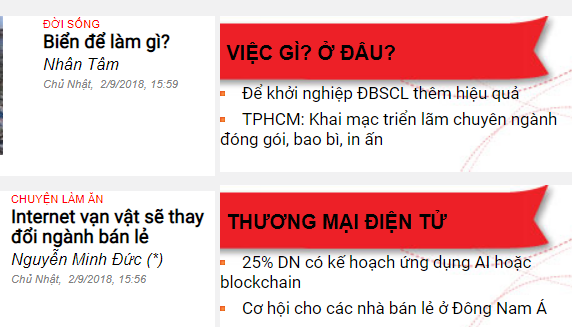 ĐỜI SỐNG
Biển để làm gì?
Nhân Tâm
Chủ Nhật, 2/9/2018, 15:59
VIỆC GÌ? Ở ĐÂU?
Để khởi nghiệp ĐBSCL thêm hiệu quả
TPHCM: Khai mạc triển lãm chuyên ngành
đóng gói, bao bì, in ấn
CHUYỆN LÀM ĂN
Internet vạn vật sẽ thay
đổi ngành bán lẻ
Nguyễn Minh Đức (*)
Chủ Nhật, 2/9/2018, 15:56
THƯƠNG MẠI ĐIỆN TỬ
25% DN có kế hoạch ứng dụng AI hoặc
blockchain
Cơ hội cho các nhà bán lẻ ở Đông Nam Á